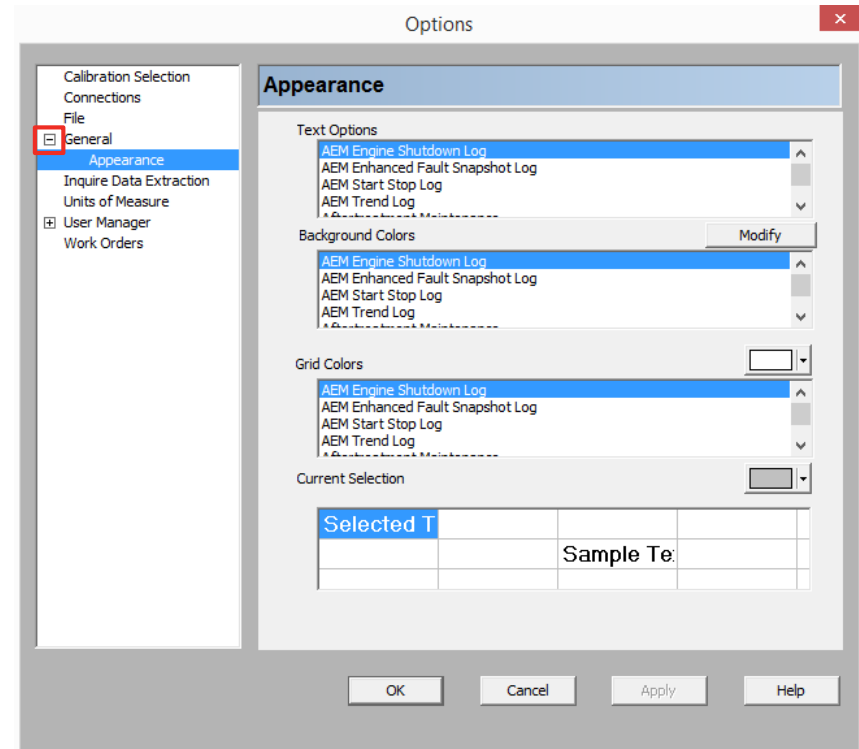 Options
Calibration Selection
Connections
File
General
Appearance
Inquire Data Extraction
Units of Measure
User Manager
Work Orders
Appearance
Text Options
AEM Engine Shutdown Log
AEM Enhanced Fault Snapshot Log
AEM Start Stop Log
AEM Trend Log
Background Colors
Modify
AEM Engine Shutdown Log
AEM Enhanced Fault Snapshot Log
AEM Start Stop Log
AEM Trend Log
Grid Colors
AEM Engine Shutdown Log
AEM Enhanced Fault Snapshot Log
AEM Start Stop Log
AEM Trend Log
Current Selection
Selected T
Sample Te
OK
Cancel
Apply
Help